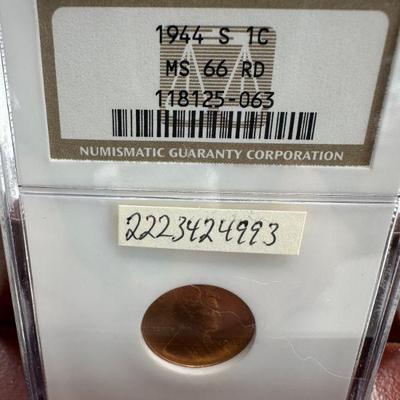 1944 S 1C
MS 66 RD
118125-063
NUMISMATIC GUARANTY CORPORATION
2223424993